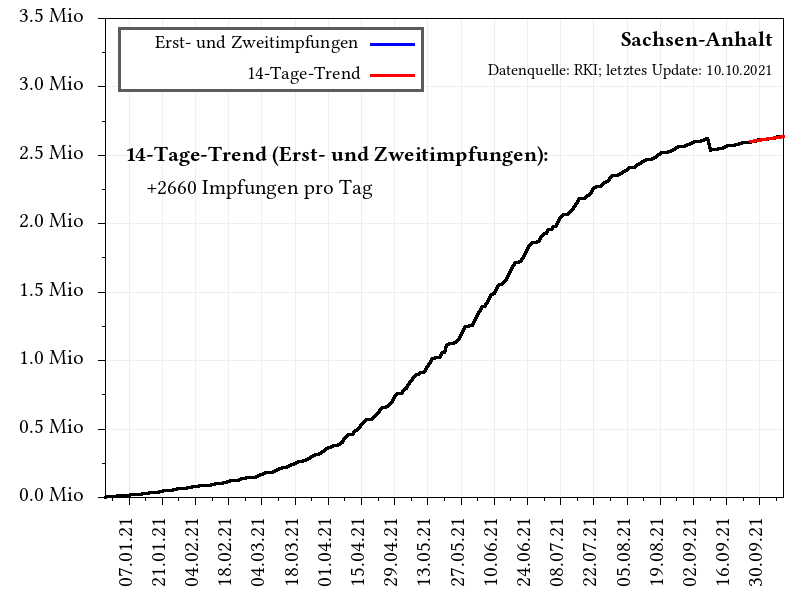 3.5 Mio
3.0 Mio
2.5 Mio
2.0 Mio
1.5 Mio
1.0 Mio
0.5 Mio
0.0 Mio
Erst- und Zweitimpfungen
14-Tage-Trend
Sachsen-Anhalt
Datenquelle: RKI; letztes Update: 10.10.2021
14-Tage-Trend (Erst- und Zweitimpfungen):
+2660 Impfungen pro Tag
07.01.21
21.01.21
04.02.21
18.02.21
04.03.21
18.03.21
01.04.21
15.04.21
29.04.21
13.05.21
27.05.21
10.06.21
24.06.21
08.07.21
22.07.21
05.08.21
19.08.21
02.09.21
16.09.21
30.09.21